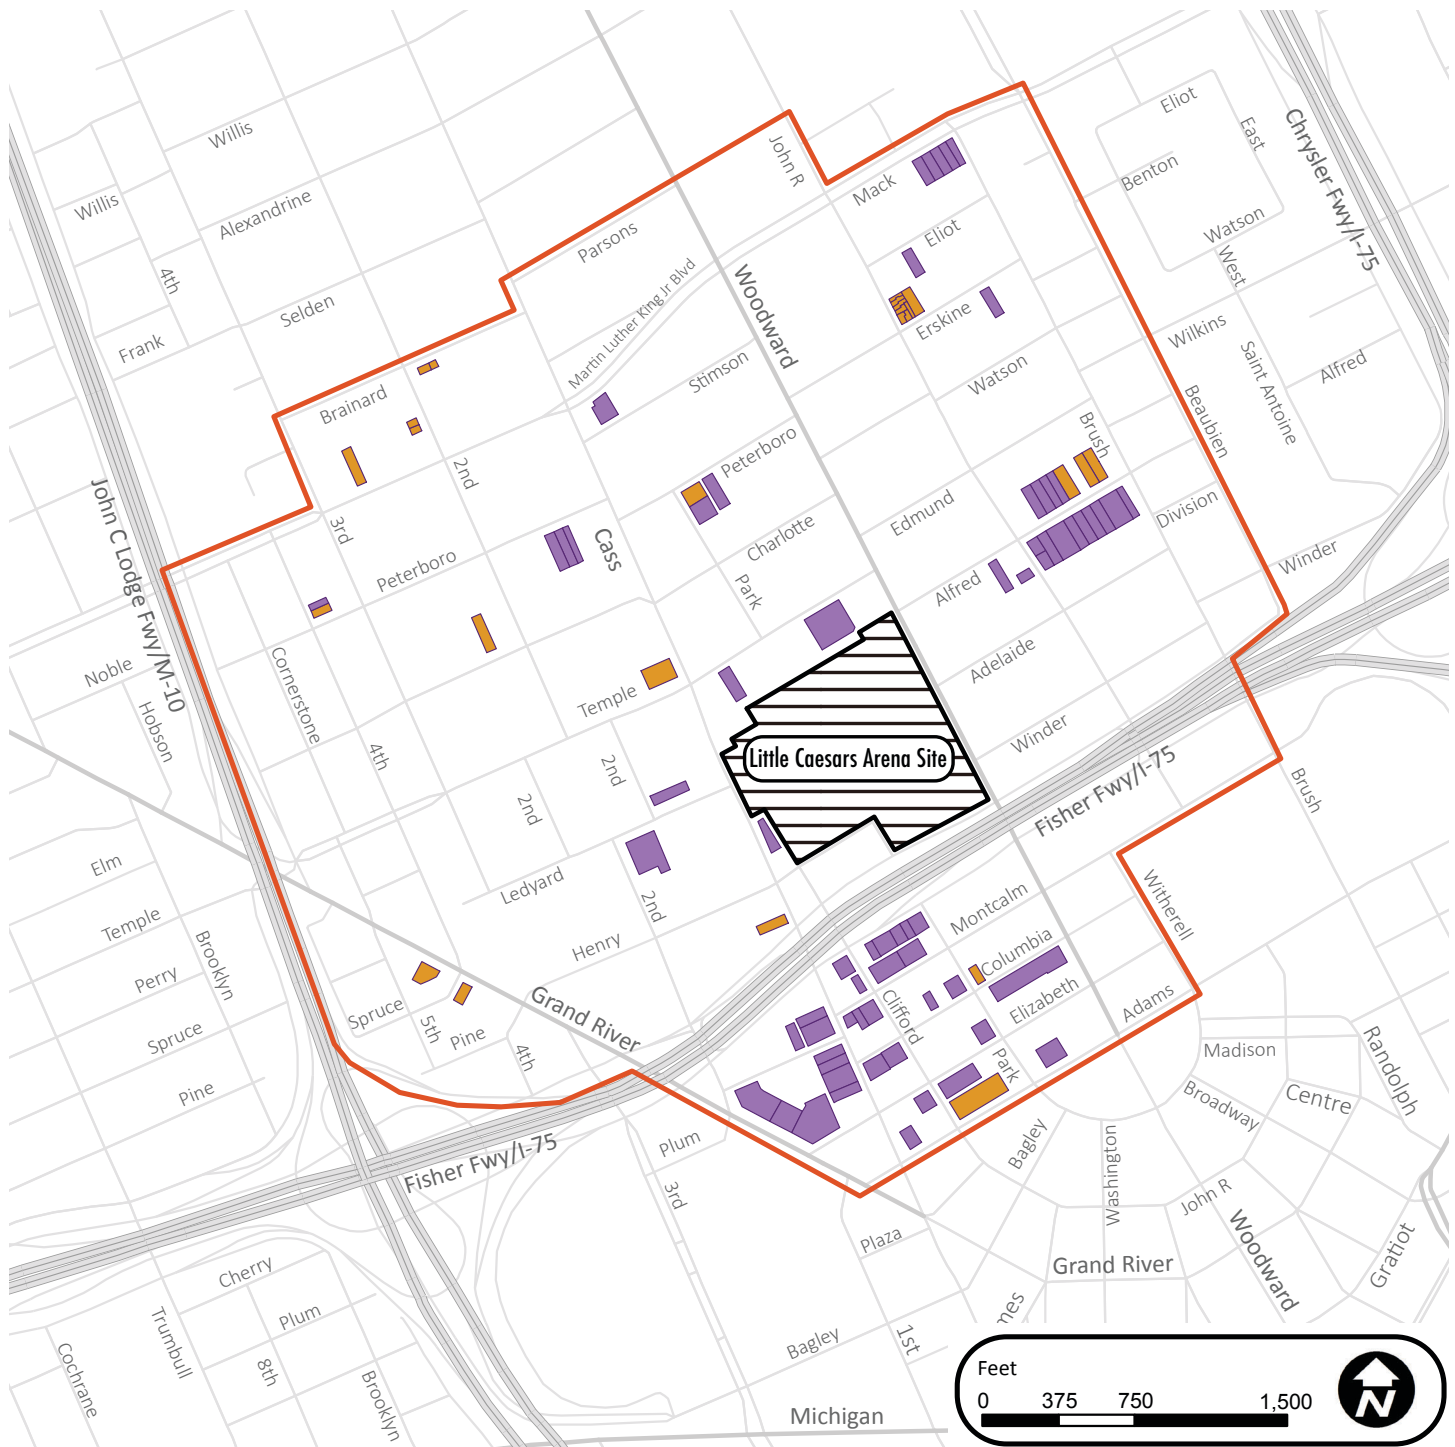 Willis
Willis
Alexandrine
4th
Selden
Frank
Parsons
John R
Mack
Eliot
East
Benton
Watson
West
Chrysler Fwy/I-75
Eliot
Martin Luther King Jr Blvd
Woodward
Erskine
Stimson
Watson
Wilkins
Saint Antoine
Alfred
Beaubien
Brainard
2nd
3rd
Peterboro
Brush
Edmund
Division
Charlotte
Winder
John C Lodge Fwy/M-10
Peterboro
Cass
Park
Alfred
Adelaide
Noble
Hobson
Cornerstone
4th
Temple
2nd
2nd
Winder
Little Caesars Arena Site
Fisher Fwy/I-75
Brush
Elm
Ledyard
2nd
Witherell
Temple
Perry
Brooklyn
Henry
Montcalm
Columbia
Clifford
Elizabeth
Adams
Spruce
Pine
Spruce
5th
Pine
4th
Grand River
Park
Madison
Centre
Randolph
Broadway
Fisher Fwy/I-75
Plum
3rd
Bagley
Washington
John R
Plaza
Grand River
Woodward
Gratiot
Cherry
Plum
Trumbull
8th
Cochrane
Brooklyn
Bagley
1st
mes
Michigan
Feet
0 375 750 1,500
N